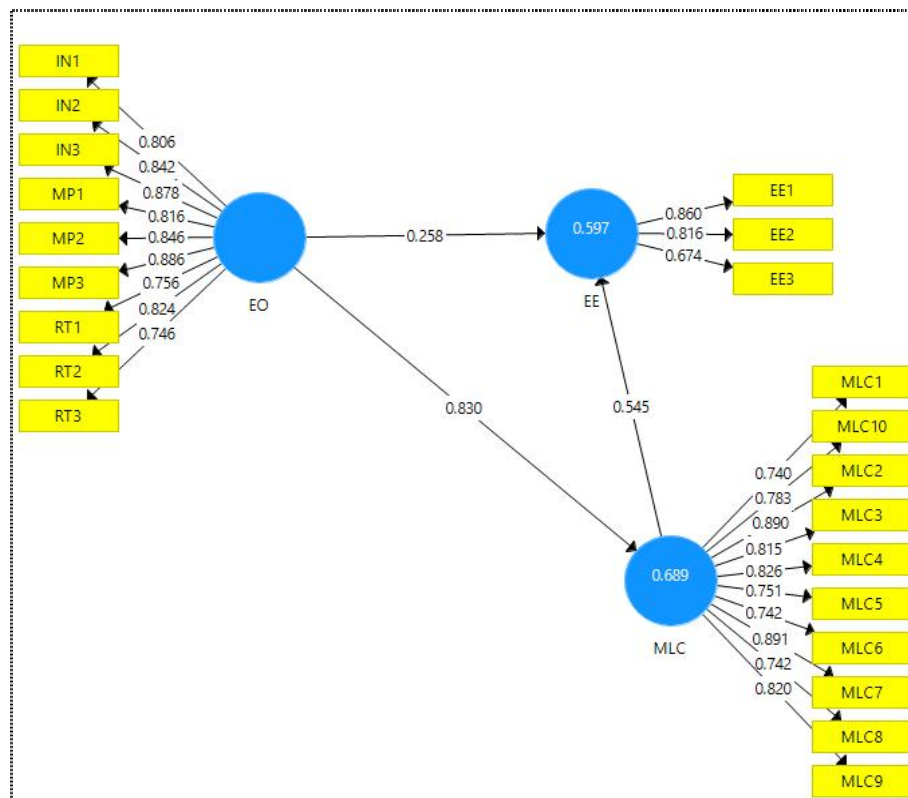 IN1
IN2
IN3
MP1
MP2
MP3
RT1
RT2
RT3
0.806
0.842
0.878
0.816
0.846
0.886
0.756
0.824
0.746
EO
0.258
0.830
0.597
EE
0.545
0.860
0.816
0.674
EE1
EE2
EE3
0.689
MLC
0.740
0.783
0.890
0.815
0.826
0.751
0.742
0.891
0.742
0.820
MLC1
MLC10
MLC2
MLC3
MLC4
MLC5
MLC6
MLC7
MLC8
MLC9